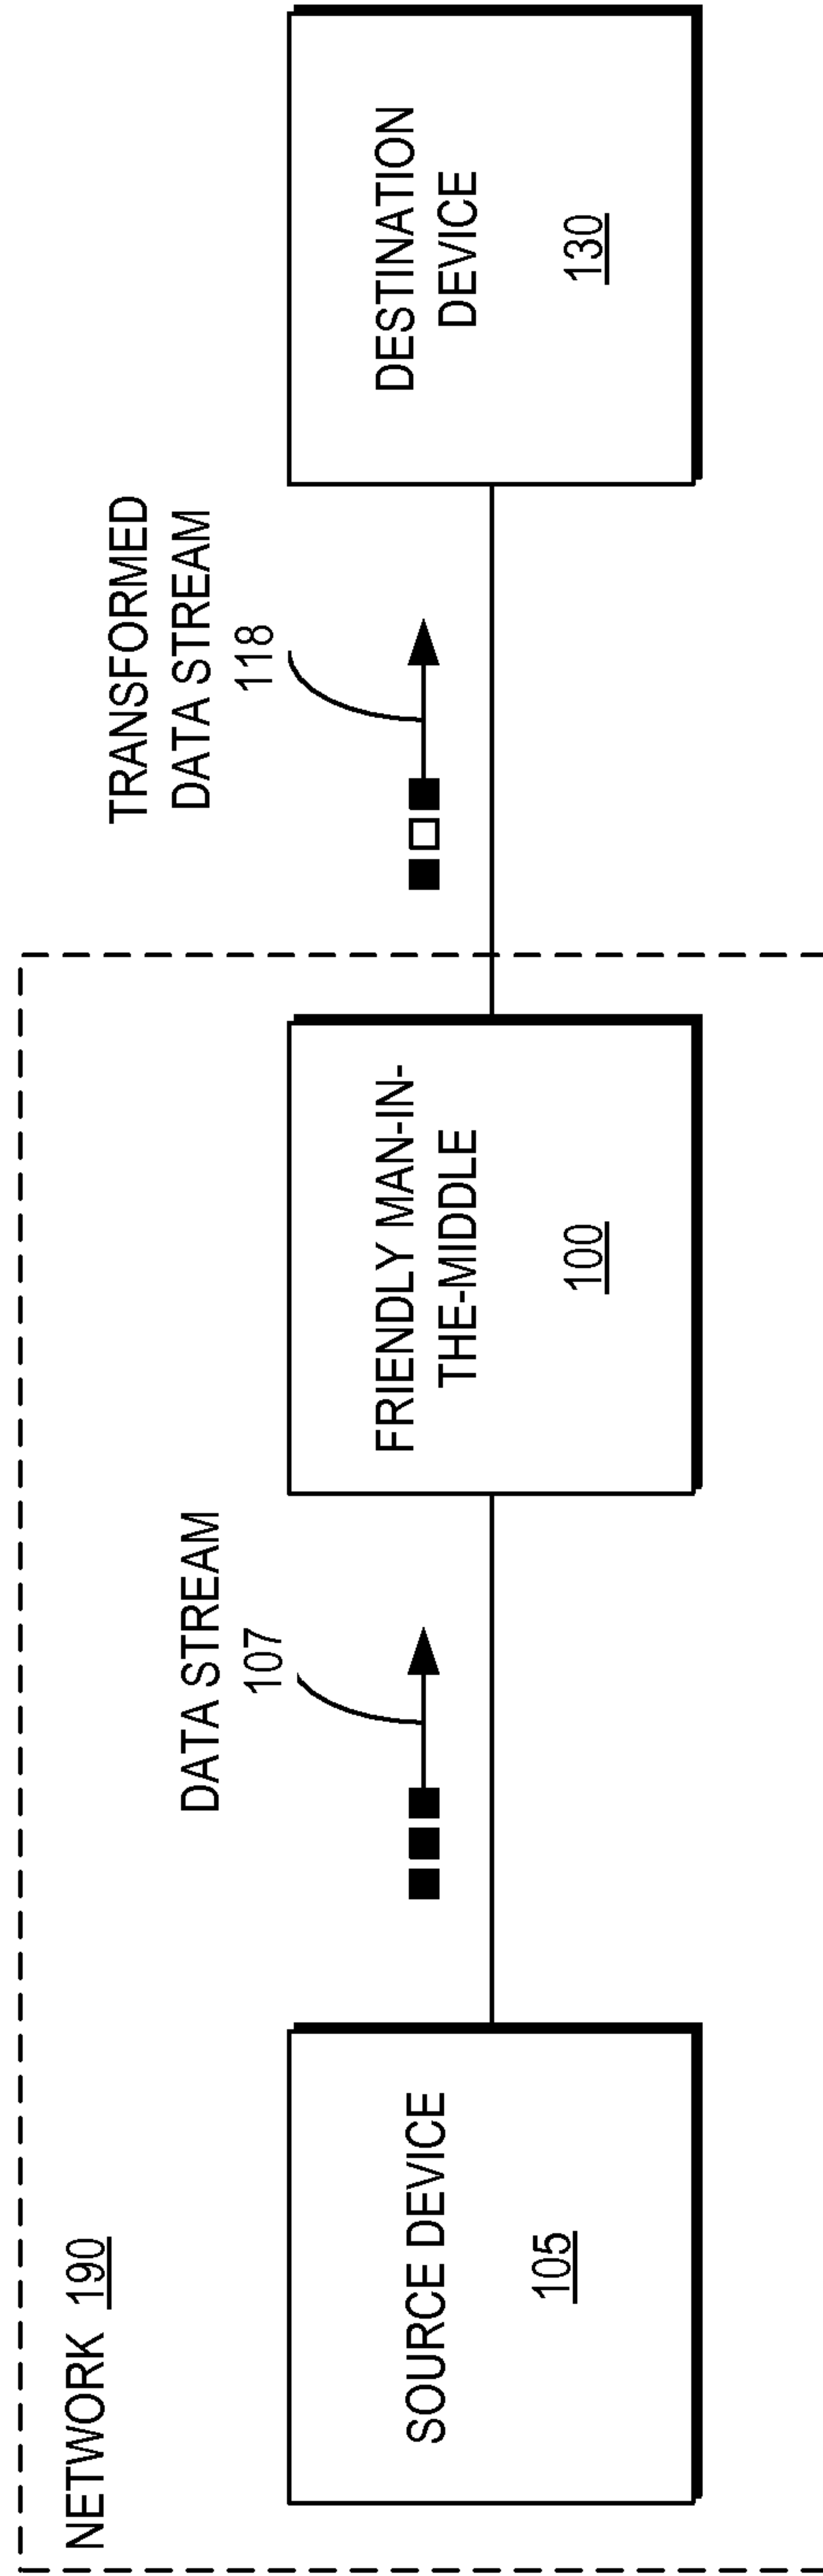 NETWORK 190
SOURCE DEVICE
105
DATA STREAM
107
FRIENDLY MAN-IN-
THE-MIDDLE
100
TRANSFORMED
DATA STREAM
118
DESTINATION
DEVICE
130